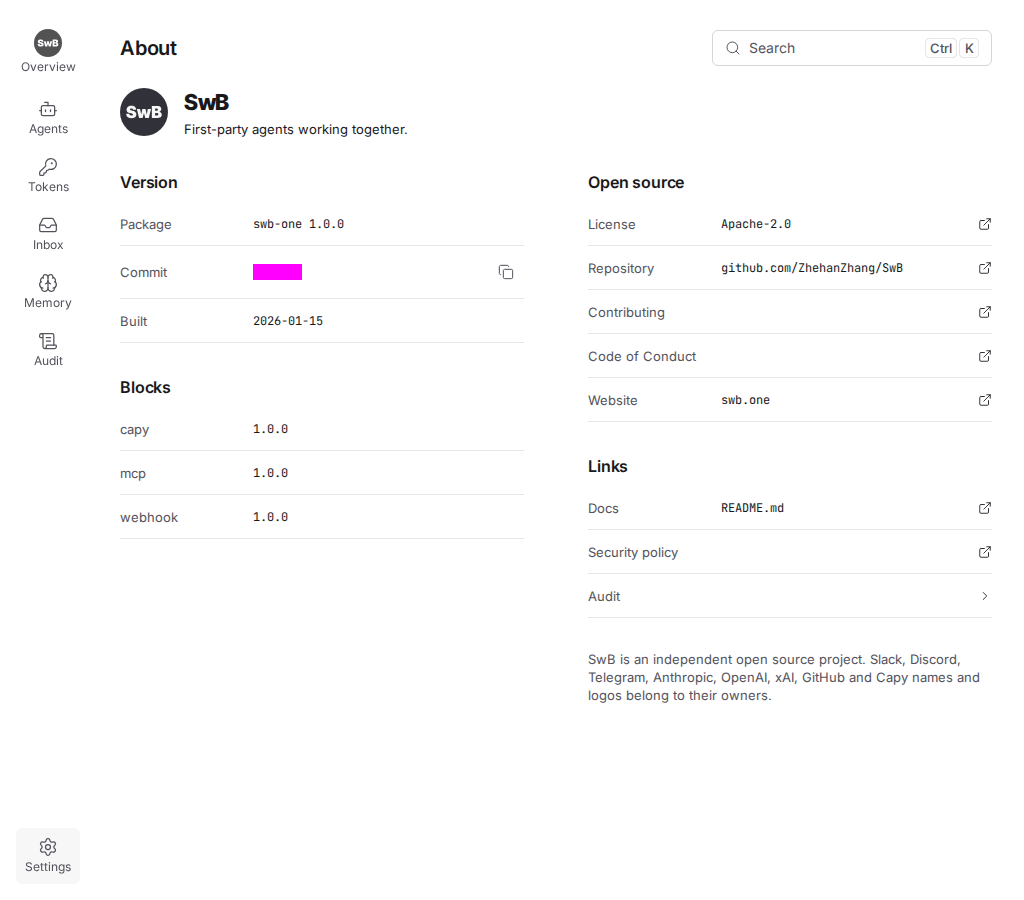 SwB
Overview
Agents
Tokens
Inbox
Memory
Audit
Settings
About
Search
Ctrl K
SwB
SwB
First-party agents working together.
Version
Package swb-one 1.0.0
Commit
Built 2026-01-15
Blocks
capy 1.0.0
mcp 1.0.0
webhook 1.0.0
Open source
License Apache-2.0
Repository github.com/ZhehanZhang/SwB
Contributing
Code of Conduct
Website swb.one
Links
Docs README.md
Security policy
Audit
SwB is an independent open source project. Slack, Discord,
Telegram, Anthropic, OpenAI, xAI, GitHub and Capy names and
logos belong to their owners.